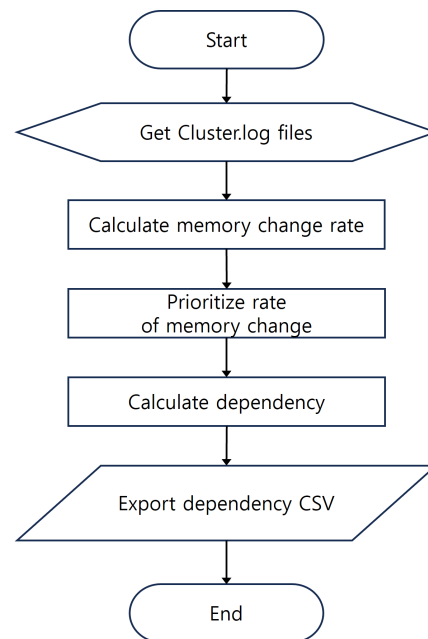 Start
Get Cluster.log files
Calculate memory change rate
Prioritize rate
of memory change
Calculate dependency
Export dependency CSV
End